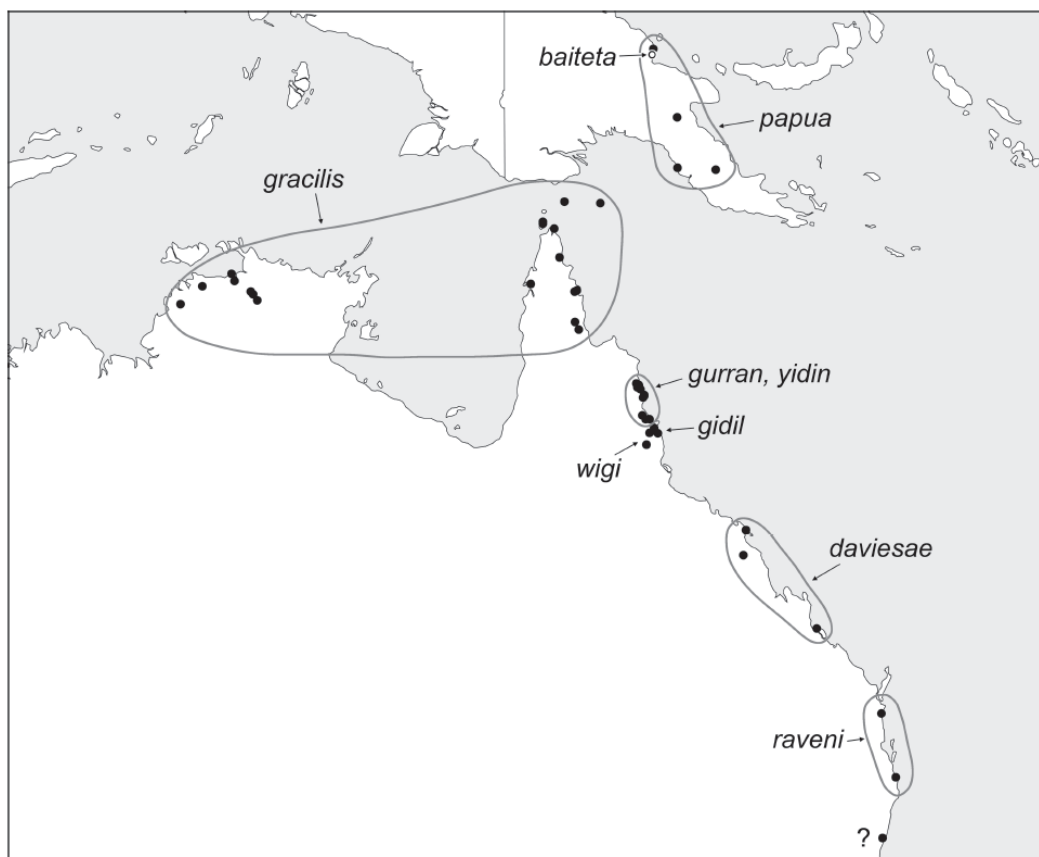 baiteta
papua
gracilis
gurran, yidin
gidil
wigi
daviesae
raveni
?